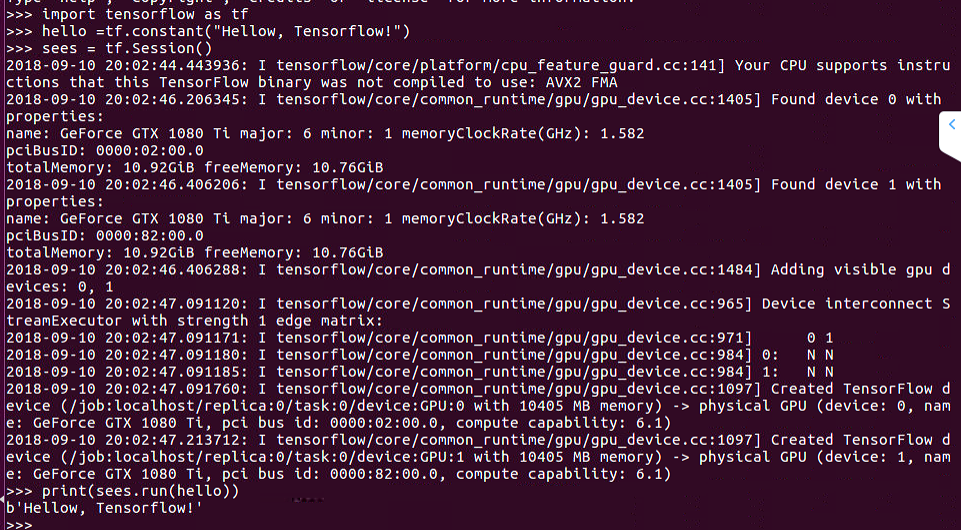 Type "help", "copyright", "credits" or "license" for more information.
>>> import tensorflow as tf
>>> hello =tf.constant("Hellow, Tensorflow!")
>>> sees = tf.Session()
2018-09-10 20:02:44.443936: I tensorflow/core/platform/cpu_feature_guard.cc:141] Your CPU supports instru
ctions that this TensorFlow binary was not compiled to use: AVX2 FMA
2018-09-10 20:02:46.206345: I tensorflow/core/common_runtime/gpu/gpu_device.cc:1405] Found device 0 with
properties:
name: GeForce GTX 1080 Ti major: 6 minor: 1 memoryClockRate(GHz): 1.582
pciBusID: 0000:02:00.0
totalMemory: 10.92GiB freeMemory: 10.76GiB
2018-09-10 20:02:46.406206: I tensorflow/core/common_runtime/gpu/gpu_device.cc:1405] Found device 1 with
properties:
name: GeForce GTX 1080 Ti major: 6 minor: 1 memoryClockRate(GHz): 1.582
pciBusID: 0000:82:00.0
totalMemory: 10.92GiB freeMemory: 10.76GiB
2018-09-10 20:02:46.406288: I tensorflow/core/common_runtime/gpu/gpu_device.cc:1484] Adding visible gpu d
evices: 0, 1
2018-09-10 20:02:47.091120: I tensorflow/core/common_runtime/gpu/gpu_device.cc:965] Device interconnect S
treamExecutor with strength 1 edge matrix:
2018-09-10 20:02:47.091171: I tensorflow/core/common_runtime/gpu/gpu_device.cc:971]      0 1
2018-09-10 20:02:47.091180: I tensorflow/core/common_runtime/gpu/gpu_device.cc:984] 0:   N N
2018-09-10 20:02:47.091185: I tensorflow/core/common_runtime/gpu/gpu_device.cc:984] 1:   N N
2018-09-10 20:02:47.091760: I tensorflow/core/common_runtime/gpu/gpu_device.cc:1097] Created TensorFlow d
evice (/job:localhost/replica:0/task:0/device:GPU:0 with 10405 MB memory) -> physical GPU (device: 0, nam
e: GeForce GTX 1080 Ti, pci bus id: 0000:02:00.0, compute capability: 6.1)
2018-09-10 20:02:47.213712: I tensorflow/core/common_runtime/gpu/gpu_device.cc:1097] Created TensorFlow d
evice (/job:localhost/replica:0/task:0/device:GPU:1 with 10405 MB memory) -> physical GPU (device: 1, nam
e: GeForce GTX 1080 Ti, pci bus id: 0000:82:00.0, compute capability: 6.1)
>>> print(sees.run(hello))
b'Hellow, Tensorflow!'
>>>